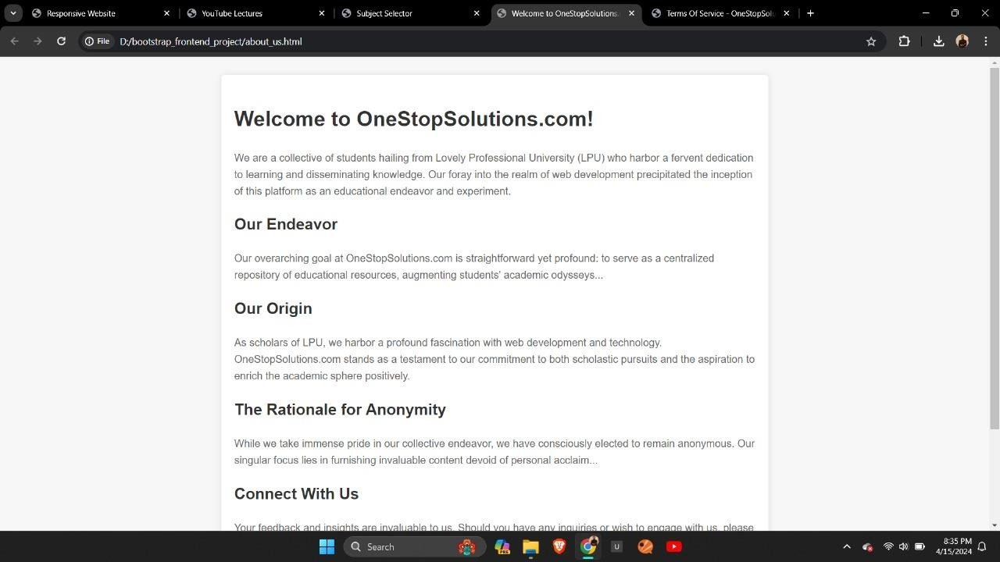 Responsive Website
YouTube Lectures
Subject Selector
Welcome to OneStopSolutions.
Terms Of Service - OneStopSolu
File
D:/bootstrap_frontend_project/about_us.html
Welcome to OneStopSolutions.com!
We are a collective of students hailing from Lovely Professional University (LPU) who harbor a fervent dedication
to learning and disseminating knowledge. Our foray into the realm of web development precipitated the inception
of this platform as an educational endeavor and experiment.
Our Endeavor
Our overarching goal at OneStopSolutions.com is straightforward yet profound: to serve as a centralized
repository of educational resources, augmenting students' academic odysseys...
Our Origin
As scholars of LPU, we harbor a profound fascination with web development and technology.
OneStopSolutions.com stands as a testament to our commitment to both scholastic pursuits and the aspiration to
enrich the academic sphere positively.
The Rationale for Anonymity
While we take immense pride in our collective endeavor, we have consciously elected to remain anonymous. Our
singular focus lies in furnishing invaluable content devoid of personal acclaim...
Connect With Us
Your feedback and insights are invaluable to us. Should you have any inquiries or wish to engage with us, please
Search
PRE
U
8:35 PM
4/15/2024